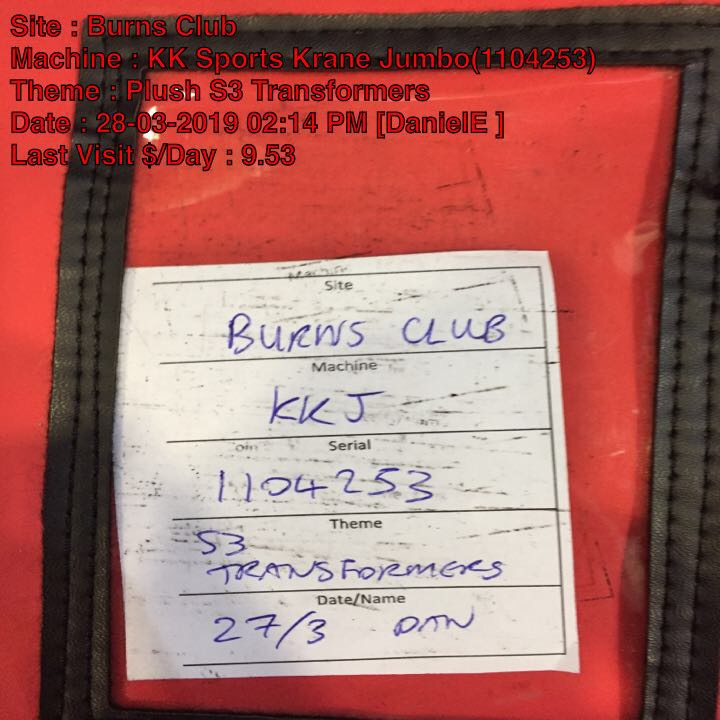 Site : Burns Club
Machine : KK Sports Krane Jumbo(1104253)
Theme : Plush S3 Transformers
Date : 28-03-2019 02:14 PM [DanielE ]
Last Visit $/Day : 9.53
Site
BURNS CLUB
Machine
KKJ
Serial
1104253
Theme
S3
TRANSFORMERS
Date/Name
27/3 DAN